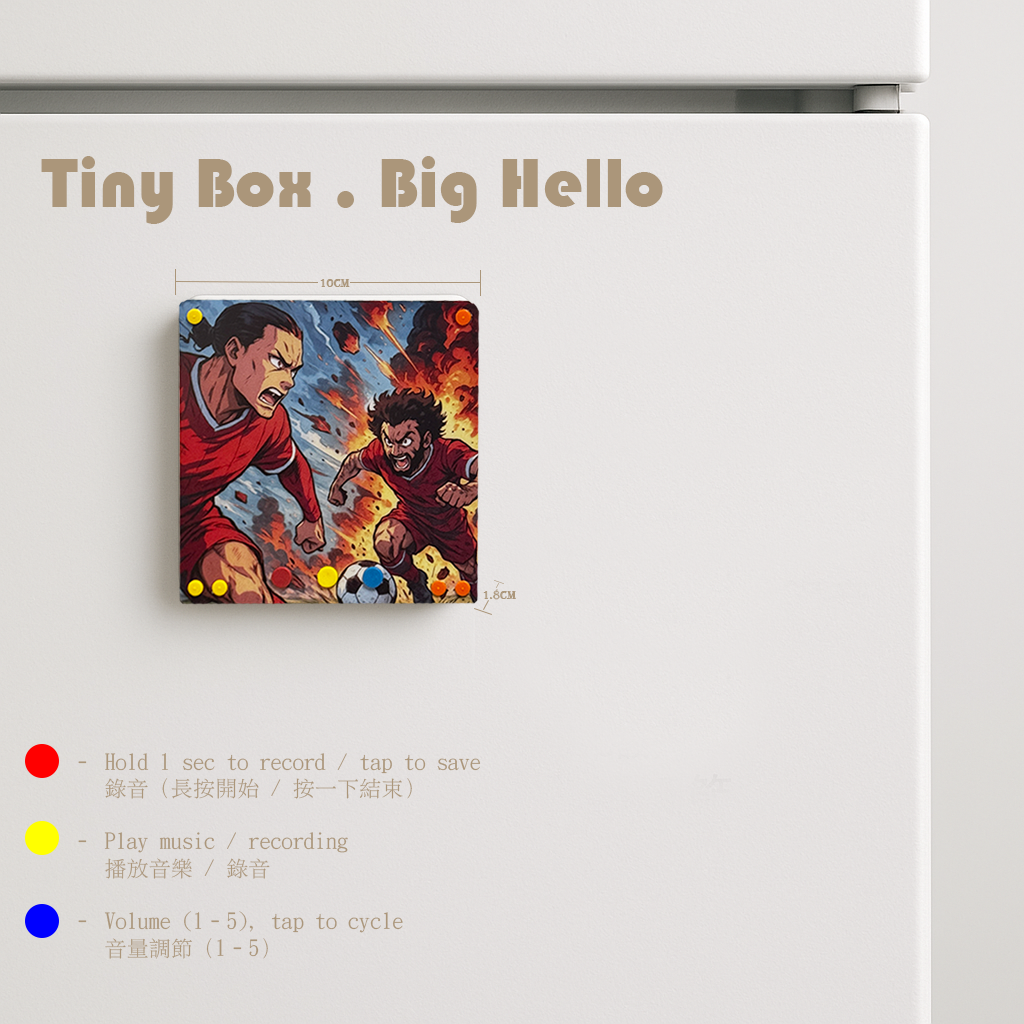 Tiny Box . Big Hello
10CM
1.8CM
- Hold 1 sec to record / tap to save
錄音 (長按開始 / 按一下結束)
- Play music / recording
播放音樂 / 錄音
- Volume (1-5), tap to cycle
音量調節 (1-5)